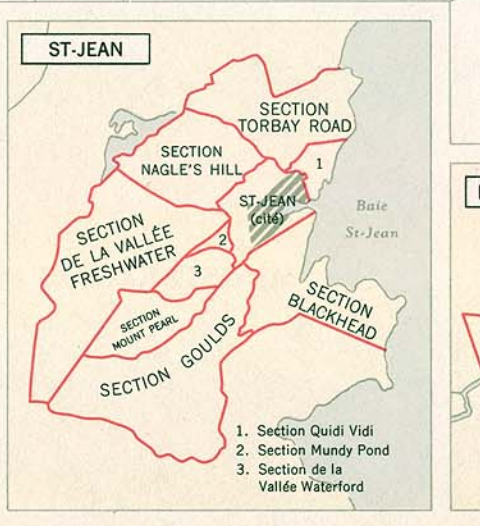 ST-JEAN
SECTION
TORBAY ROAD
SECTION
NAGLE'S HILL
1
ST-JEAN
(cité)
Baie
St-Jean
SECTION
DE LA VALLÉE
FRESHWATER
2
3
SECTION
MOUNT PEARL
SECTION
BLACKHEAD
SECTION GOULDS
1. Section Quidi Vidi
2. Section Mundy Pond
3. Section de la
Vallée Waterford